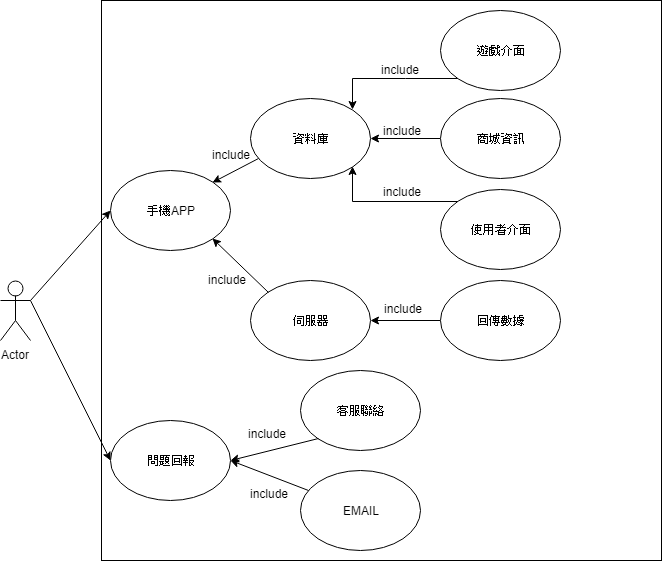 遊戲介面
include
資料庫
include
商城資訊
include
include
使用者介面
手機APP
include
伺服器
include
回傳數據
Actor
客服聯絡
include
問題回報
include
EMAIL